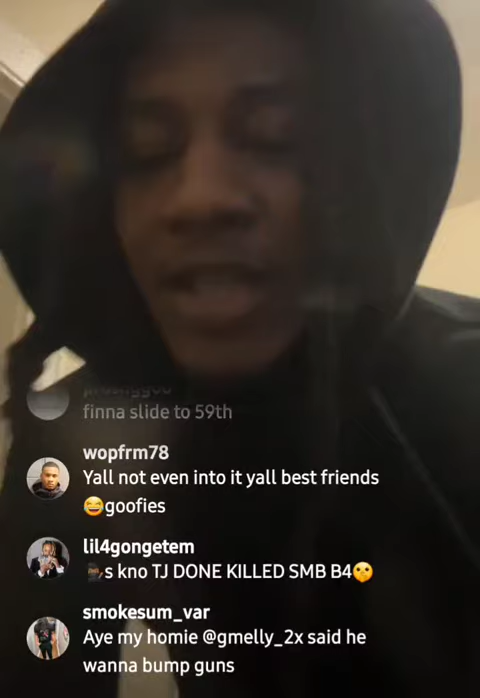 finna slide to 59th
wopfrm78
Yall not even into it yall best friends
😆goofies
lil4gongetem
🥷🏿s kno TJ DONE KILLED SMB B4🤫
smokesum_var
Aye my homie @gmelly_2x said he
wanna bump guns